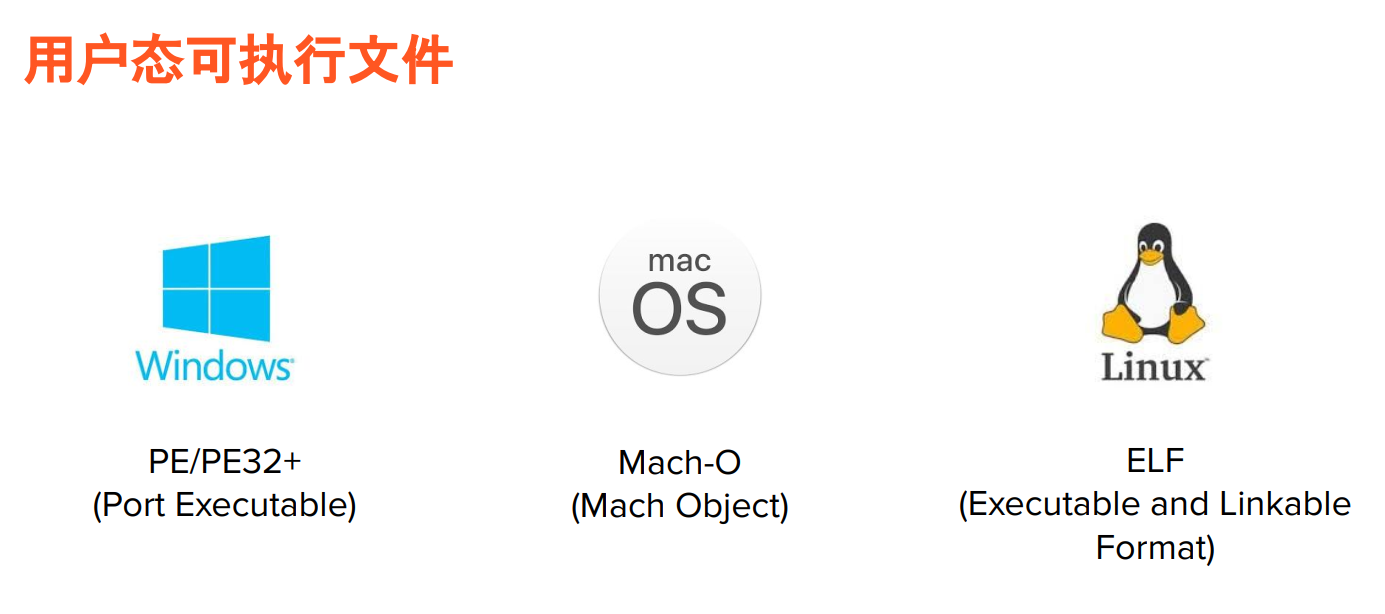 用户态可执行文件
Windows
mac
OS
Linux
PE/PE32+
(Port Executable)
Mach-O
(Mach Object)
ELF
(Executable and Linkable
Format)